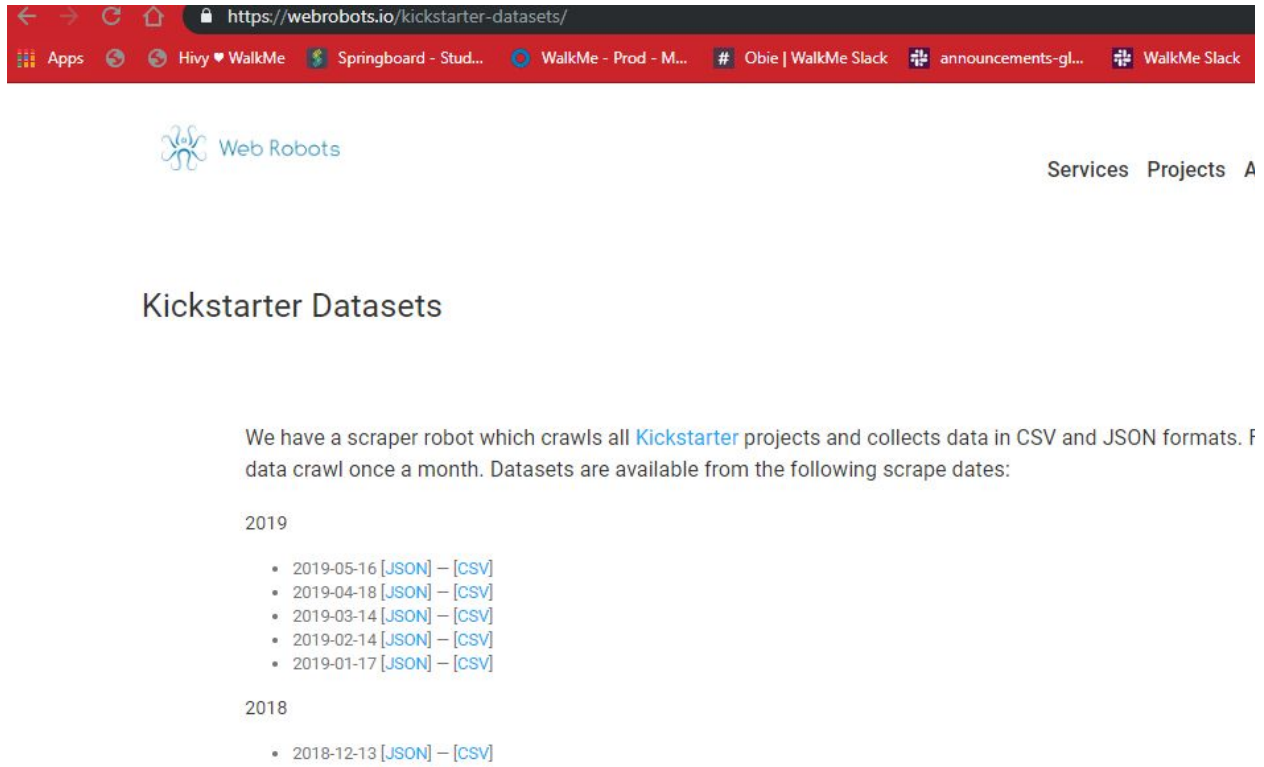 https://webrobots.io/kickstarter-datasets/
Apps Hivy ♥ WalkMe Springboard - Stud... WalkMe - Prod - M... # Obie | WalkMe Slack announcements-gl... WalkMe Slack
Web Robots
Services Projects A
Kickstarter Datasets
We have a scraper robot which crawls all Kickstarter projects and collects data in CSV and JSON formats. F
data crawl once a month. Datasets are available from the following scrape dates:
2019
• 2019-05-16 [JSON] – [CSV]
• 2019-04-18 [JSON] – [CSV]
• 2019-03-14 [JSON] – [CSV]
• 2019-02-14 [JSON] – [CSV]
• 2019-01-17 [JSON] – [CSV]
2018
• 2018-12-13 [JSON] – [CSV]